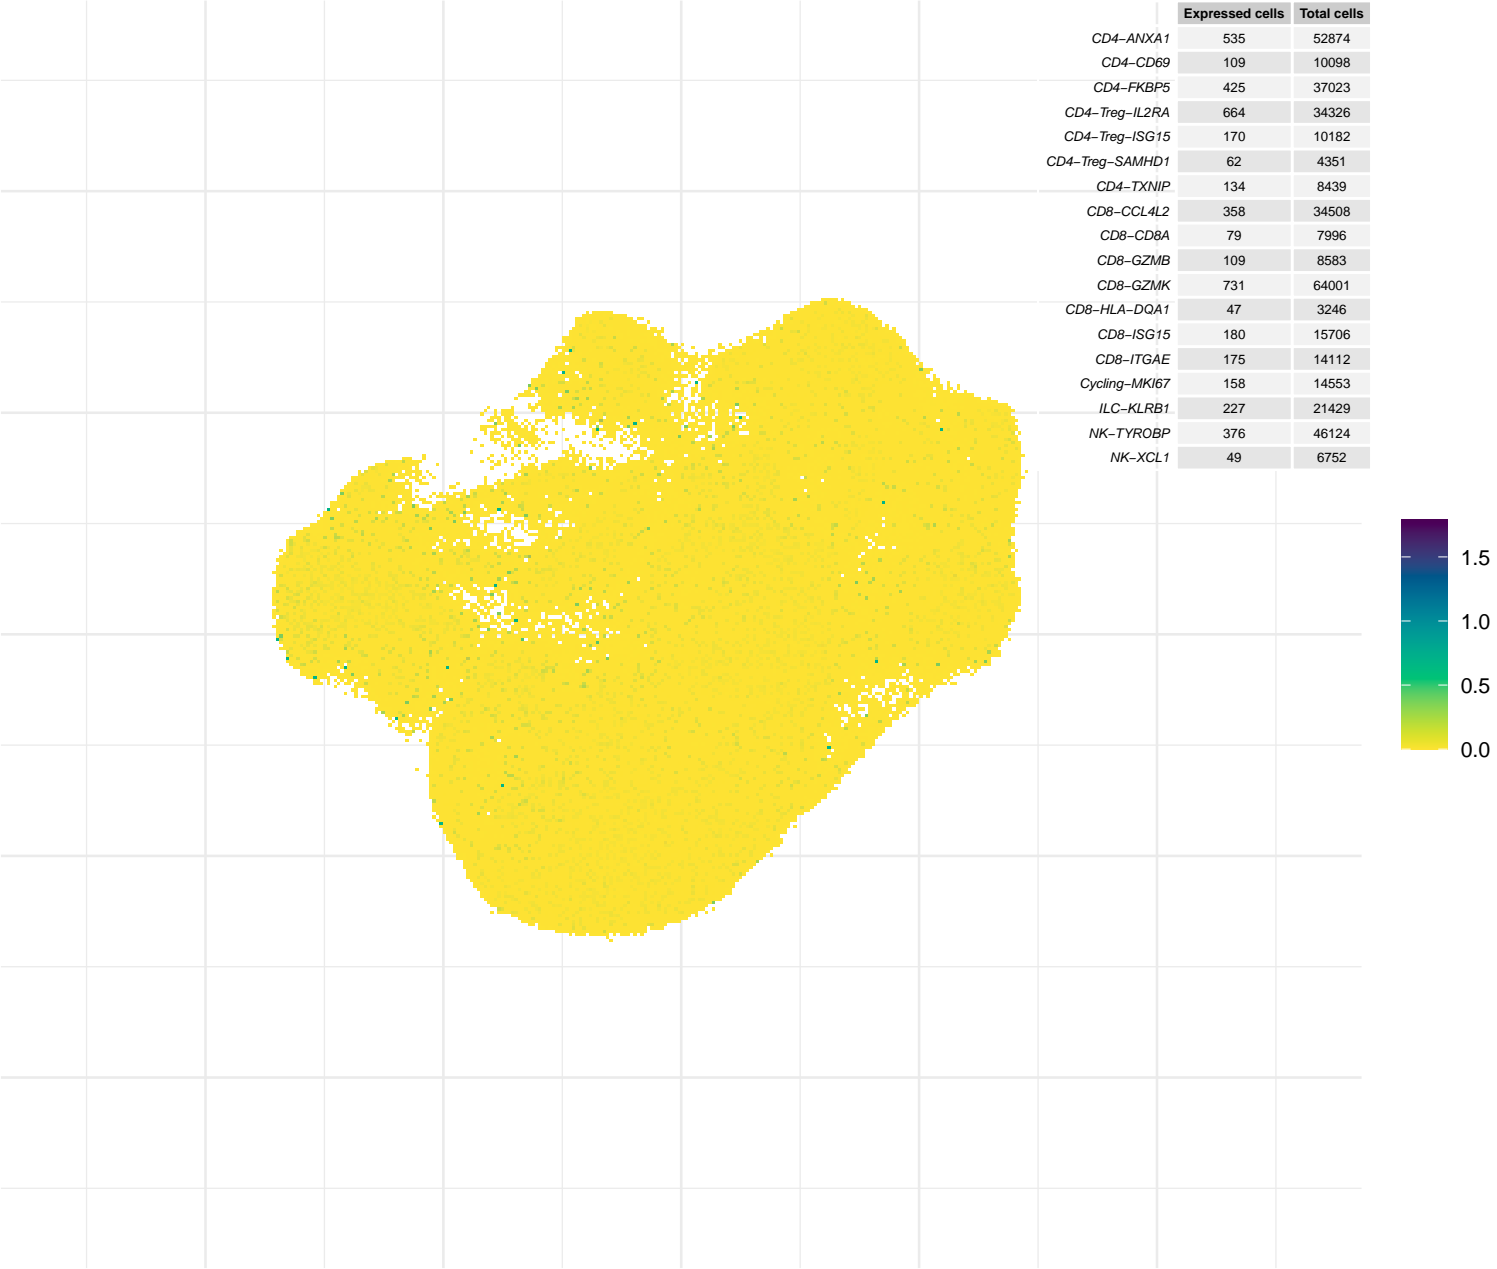 Expressed cells Total cells
CD4−ANXA1 535 52874
CD4−CD69 109 10098
CD4−FKBP5 425 37023
CD4−Treg−IL2RA 664 34326
CD4−Treg−ISG15 170 10182
CD4−Treg−SAMHD1 62 4351
CD4−TXNIP 134 8439
CD8−CCL4L2 358 34508
CD8−CD8A 79 7996
CD8−GZMB 109 8583
CD8−GZMK 731 64001
CD8−HLA−DQA1 47 3246
CD8−ISG15 180 15706
CD8−ITGAE 175 14112
Cycling−MKI67 158 14553
ILC−KLRB1 227 21429
NK−TYROBP 376 46124
NK−XCL1 49 6752
1.5
1.0
0.5
0.0